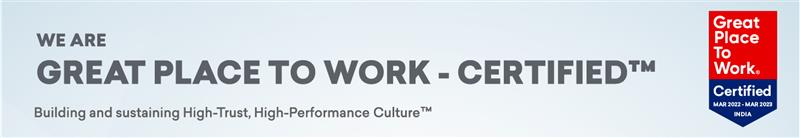 WE ARE
GREAT PLACE TO WORK - CERTIFIED™
Building and sustaining High-Trust, High-Performance Culture™
Great
Place
To
Work®
Certified
MAR 2022 - MAR 2023
INDIA